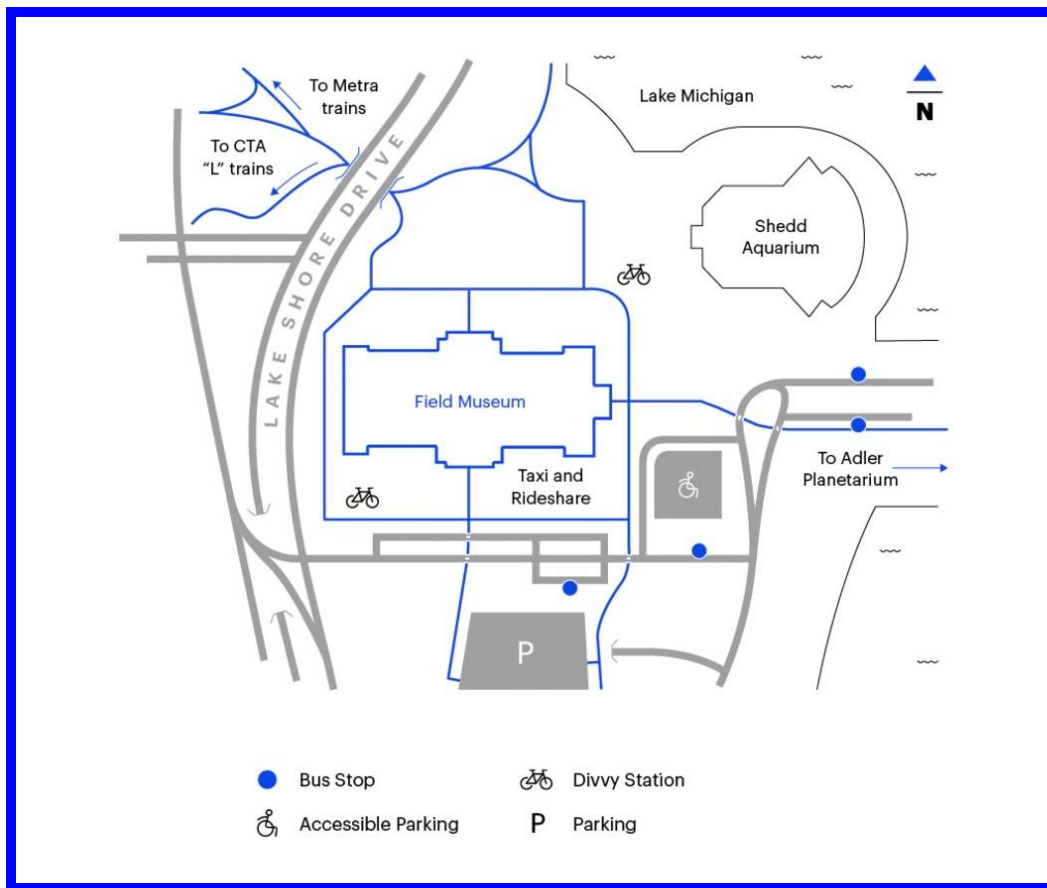 To Metra
trains
Lake Michigan
N
To CTA
"L" trains
LAKE SHORE DRIVE
Shedd
Aquarium
Field Museum
Taxi and
Rideshare
To Adler
Planetarium
P
Bus Stop
Divvy Station
Accessible Parking
P Parking